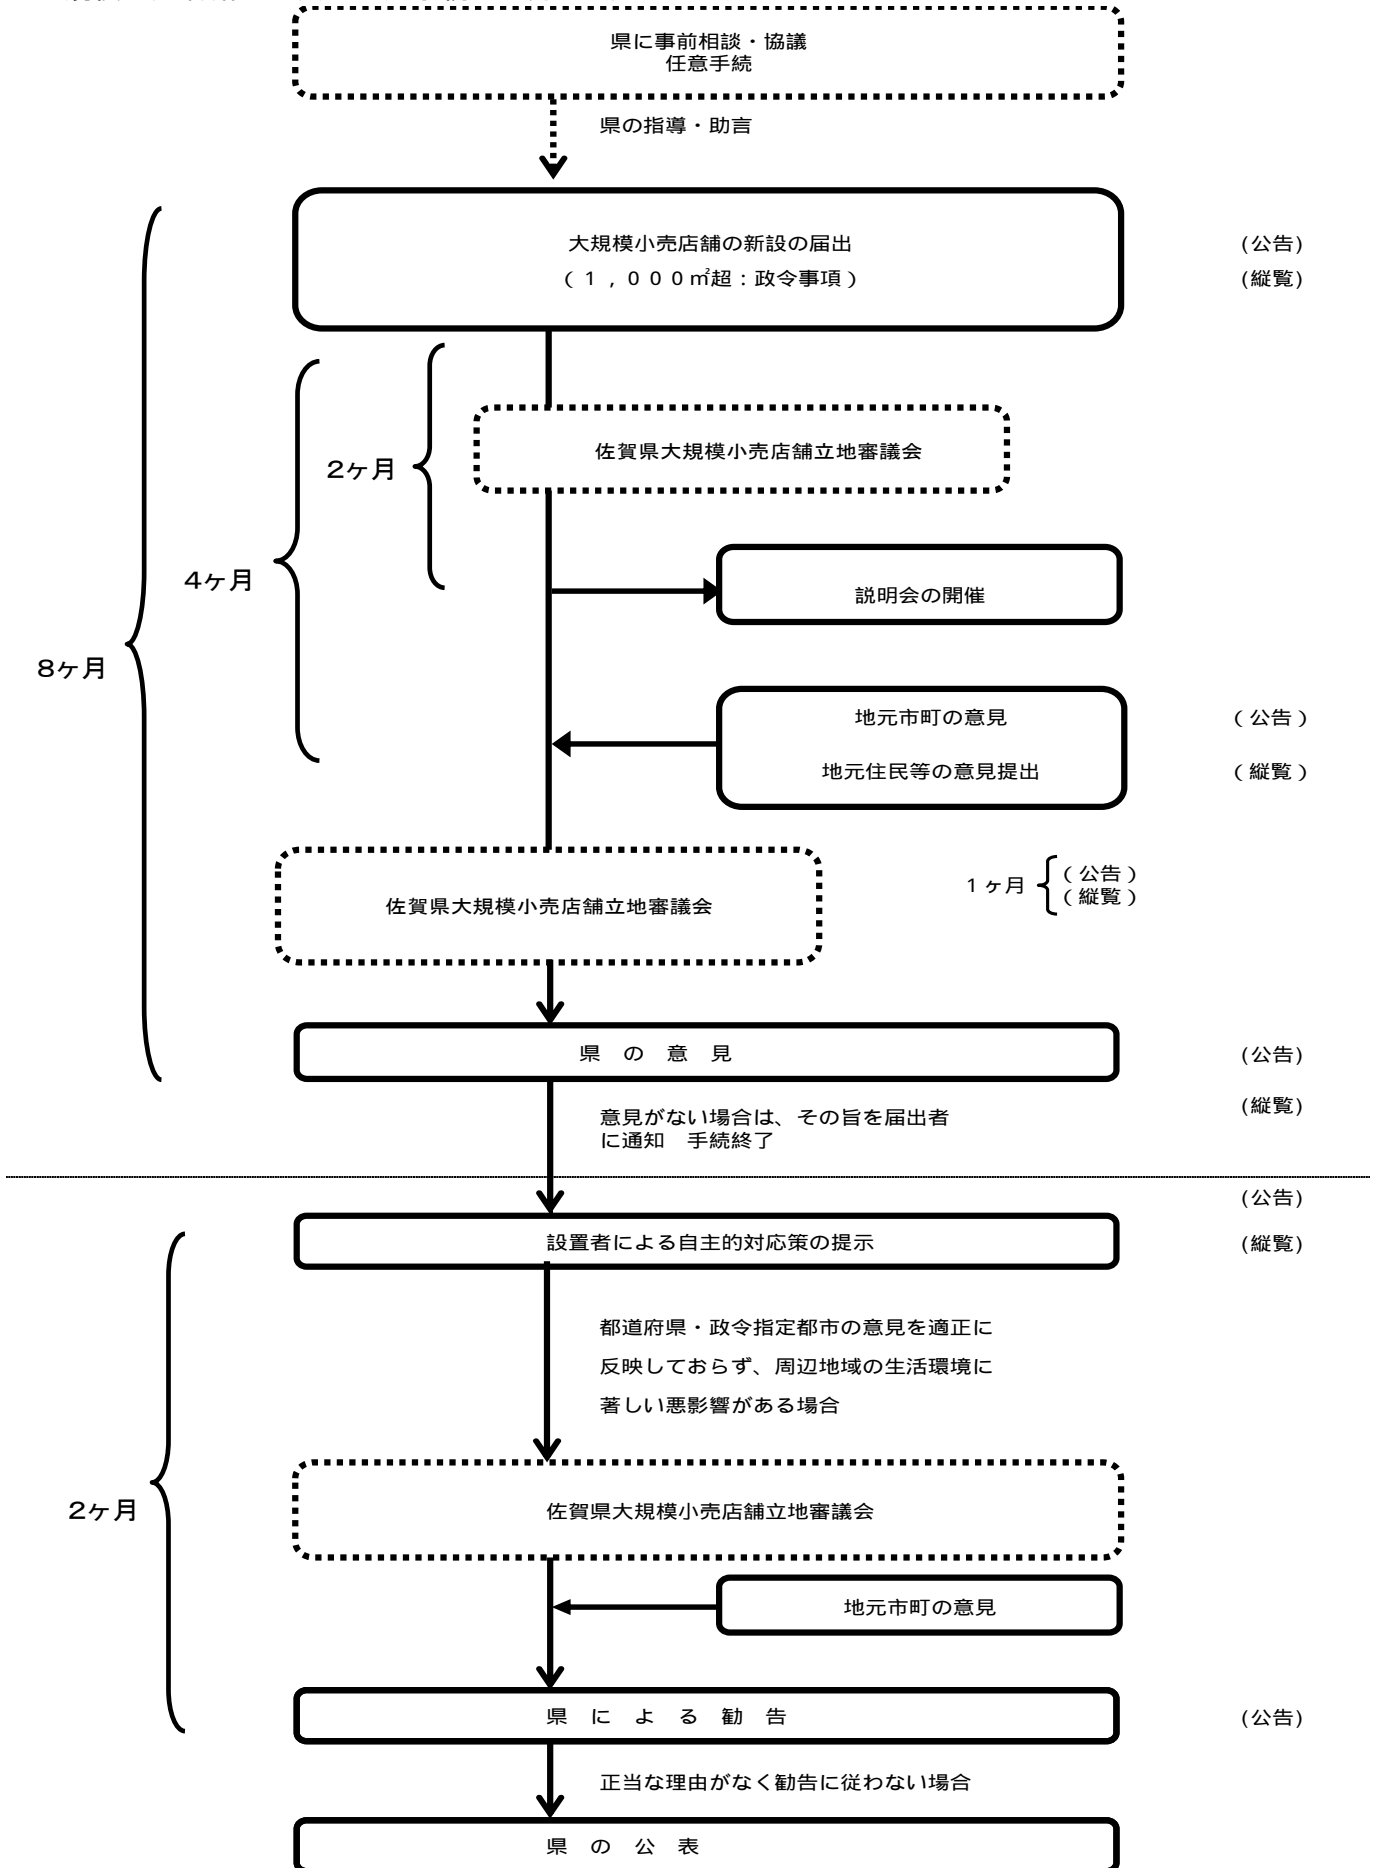 県に事前相談・協議
任意手続
県の指導・助言
大規模小売店舗の新設の届出
(公告)
(1,000㎡超:政令事項)
(縦覧)
佐賀県大規模小売店舗立地審議会
2ヶ月
4ヶ月
説明会の開催
8ヶ月
地元市町の意見
(公告)
地元住民等の意見提出
(縦覧)
1ヶ月
(公告)
(縦覧)
佐賀県大規模小売店舗立地審議会
県の意見
(公告)
(縦覧)
意見がない場合は、その旨を届出者
に通知 手続終了
(公告)
設置者による自主的対応策の提示
(縦覧)
都道府県・政令指定都市の意見を適正に
反映しておらず、周辺地域の生活環境に
著しい悪影響がある場合
2ヶ月
佐賀県大規模小売店舗立地審議会
地元市町の意見
県による勧告
(公告)
正当な理由がなく勧告に従わない場合
県の公表